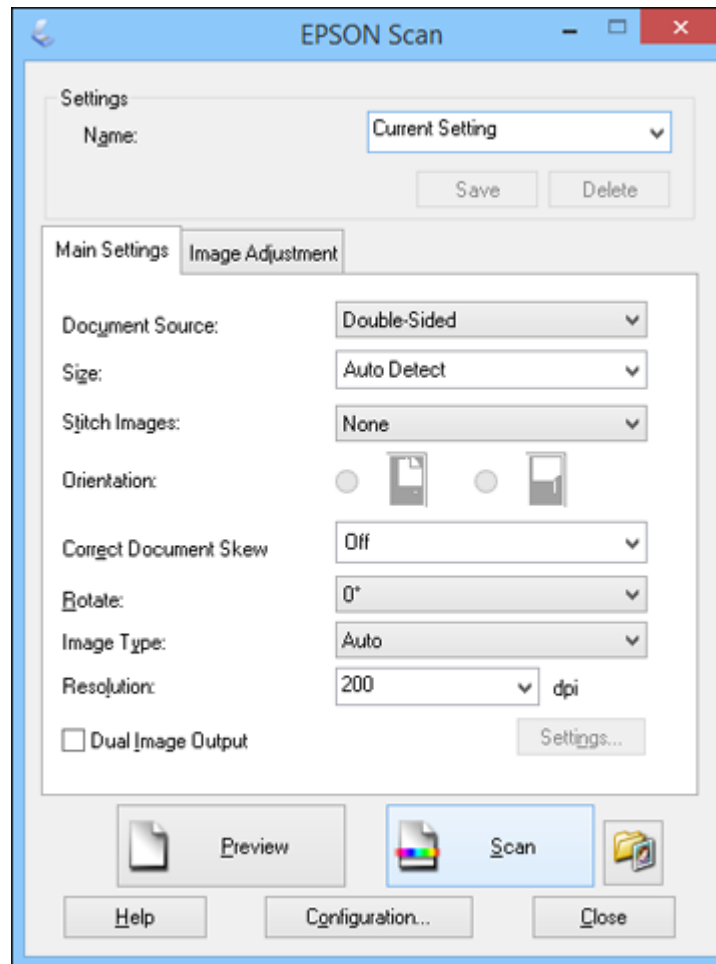 EPSON Scan
Settings
Name:
Current Setting
Save
Delete
Main Settings
Image Adjustment
Document Source:
Double-Sided
Size:
Auto Detect
Stitch Images:
None
Orientation:
Correct Document Skew
Off
Rotate:
0°
Image Type:
Auto
Resolution:
200
dpi
Dual Image Output
Settings...
Preview
Scan
Help
Configuration...
Close